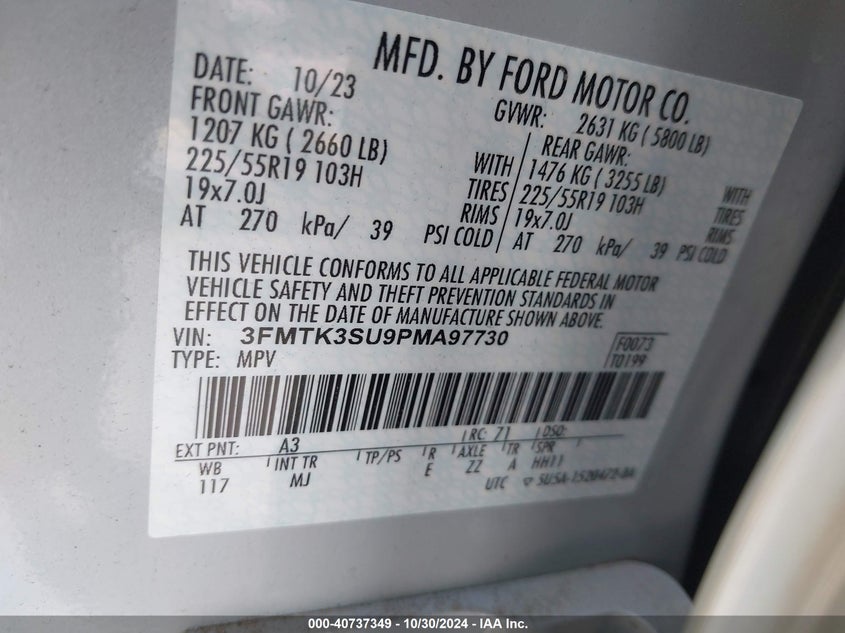 MFD. BY FORD MOTOR CO.
DATE: 10/23
GVWR: 2631 KG ( 5800 LB)
FRONT GAWR:
1207 KG ( 2660 LB) WITH
225/55R19 103H TIRES
19x7.0J RIMS
AT 270 kPa/ 39 PSI COLD
REAR GAWR:
1476 KG ( 3255 LB) WITH
225/55R19 103H TIRES
19x7.0J RIMS
AT 270 kPa/ 39 PSI COLD
THIS VEHICLE CONFORMS TO ALL APPLICABLE FEDERAL MOTOR
VEHICLE SAFETY AND THEFT PREVENTION STANDARDS IN
EFFECT ON THE DATE OF MANUFACTURE SHOWN ABOVE.
VIN: 3FMTK3SU9PMA97730
TYPE: MPV
F0073
T0199
EXT PNT: A3 RC: 71 DSO:
WB INT TR TP/PS R AXLE TR SPR
117 MJ E ZZ A HH11
UTC
000-40737349 | 10/30/2024 - IAA Inc.